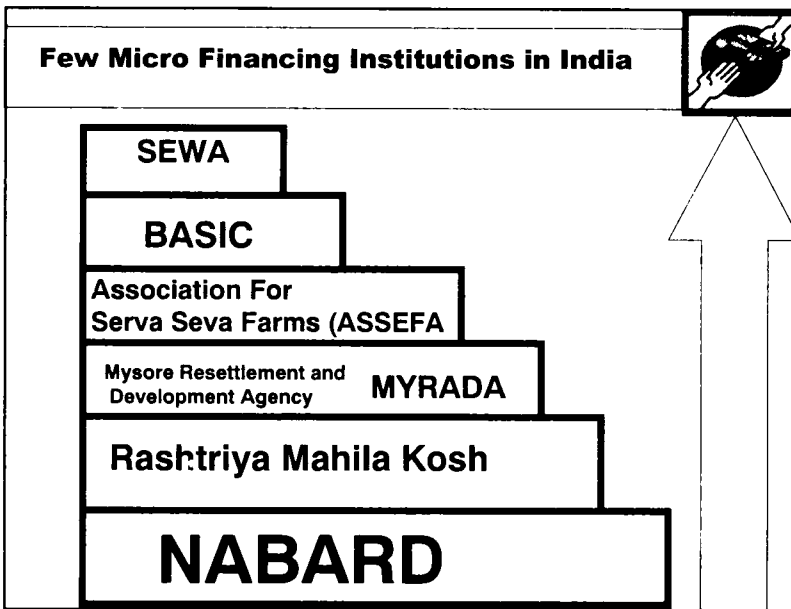 Few Micro Financing Institutions in India
SEWA
BASIC
Association For
Serva Seva Farms (ASSEFA
Mysore Resettlement and
Development Agency
MYRADA
Rashtriya Mahila Kosh
NABARD